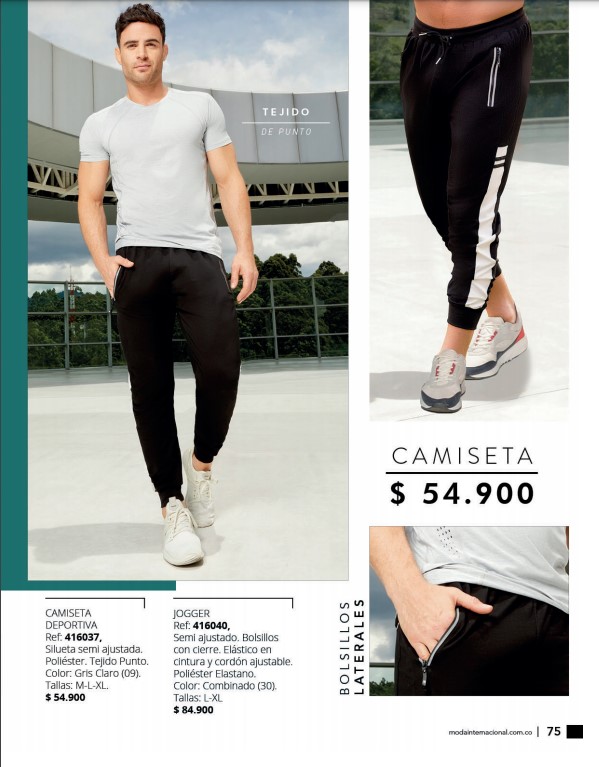 TEJIDO
DE PUNTO
CAMISETA
$ 54.900
CAMISETA
DEPORTIVA
Ref: 416037,
Silueta semi ajustada.
Poliéster. Tejido Punto.
Color: Gris Claro (09).
Tallas: M-L-XL.
$ 54.900
JOGGER
Ref: 416040,
Semi ajustado. Bolsillos
con cierre. Elástico en
cintura y cordón ajustable.
Poliéster Elastano.
Color: Combinado (30).
Tallas: L-XL
$ 84.900
BOLSILLOS
LATERALES
modainternacional.com.co | 75